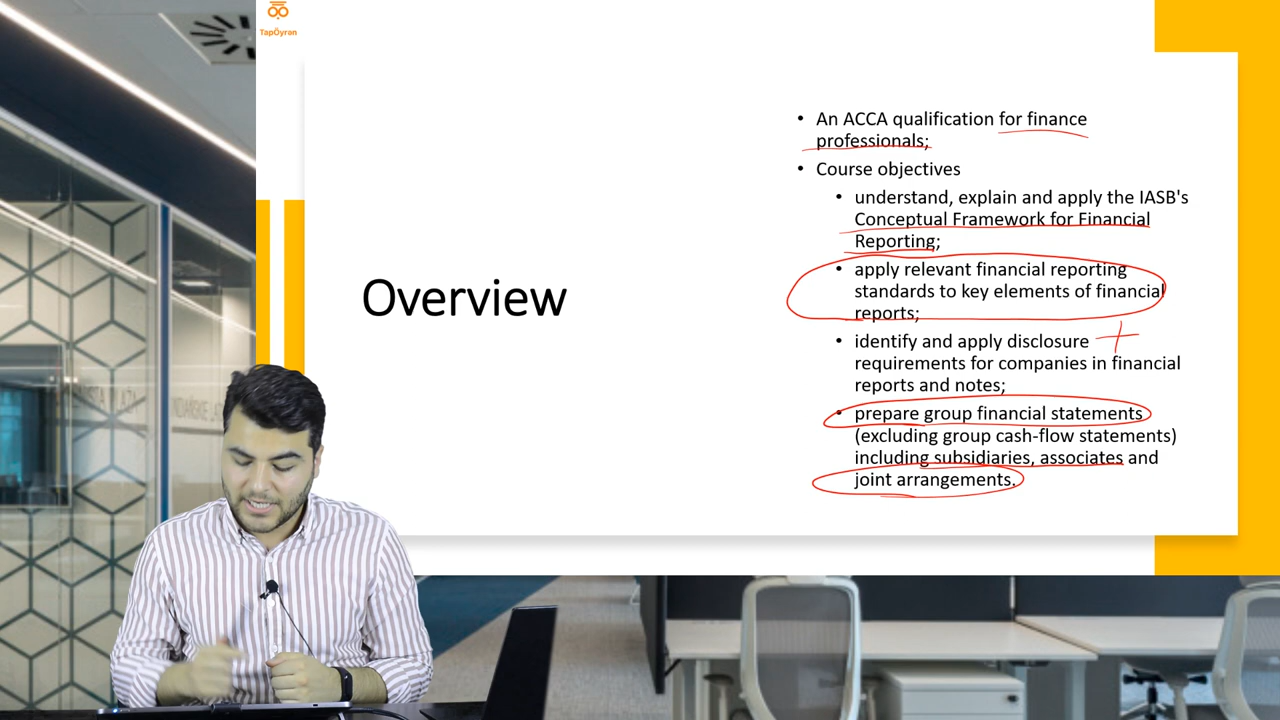 TapÖyrən
Overview
• An ACCA qualification for finance
professionals;
• Course objectives
• understand, explain and apply the IASB's
Conceptual Framework for Financial
Reporting;
• apply relevant financial reporting
standards to key elements of financial
reports;
• identify and apply disclosure
requirements for companies in financial
reports and notes;
• prepare group financial statements
(excluding group cash-flow statements)
including subsidiaries, associates and
joint arrangements.